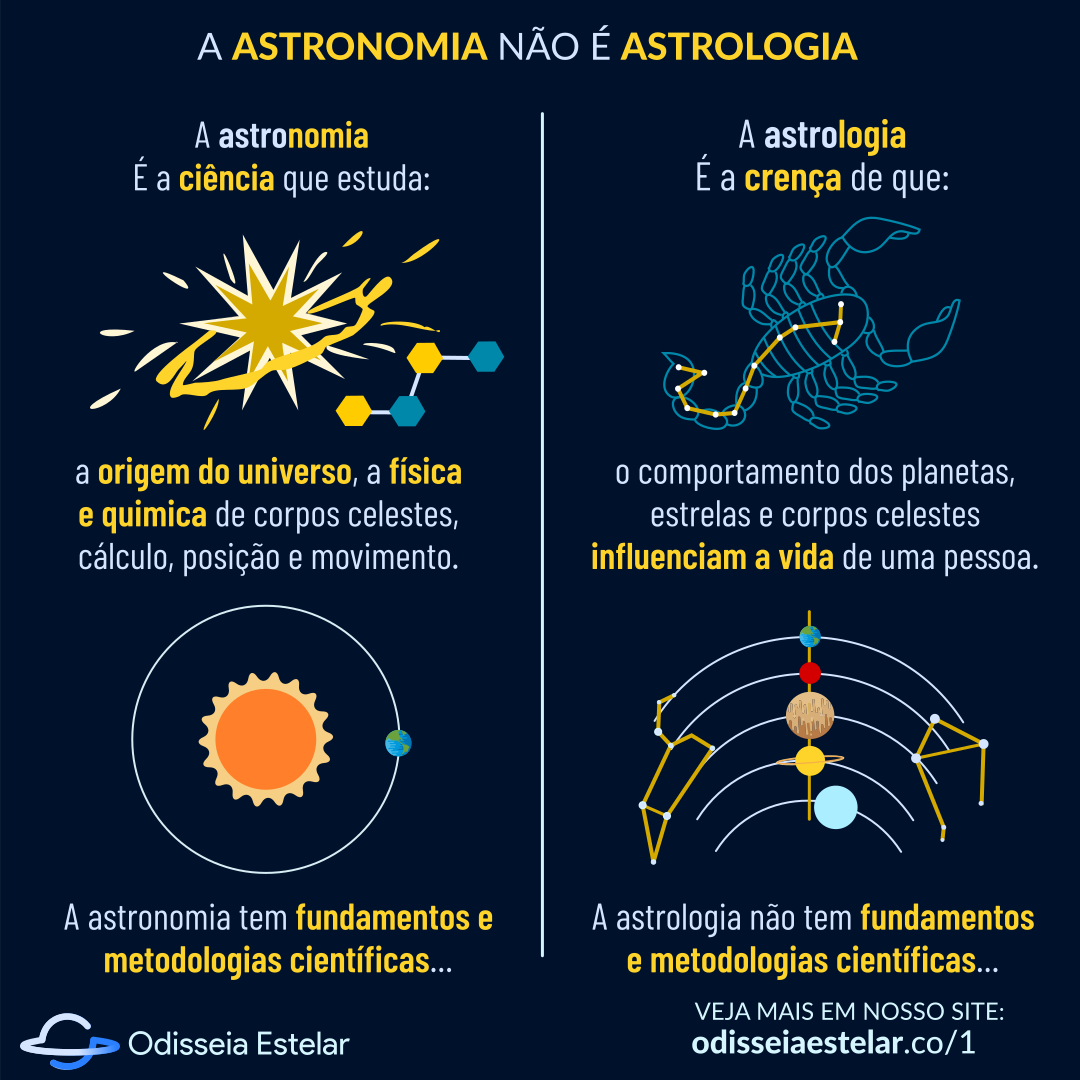 A ASTRONOMIA NÃO É ASTROLOGIA
A astronomia
É a ciência que estuda:
a origem do universo, a física
e quimica de corpos celestes,
cálculo, posição e movimento.
A astronomia tem fundamentos e
metodologias científicas...
A astrologia
É a crença de que:
o comportamento dos planetas,
estrelas e corpos celestes
influenciam a vida de uma pessoa.
A astrologia não tem fundamentos
e metodologias científicas...
Odisseia Estelar
VEJA MAIS EM NOSSO SITE:
odisseiaestelar.co/1